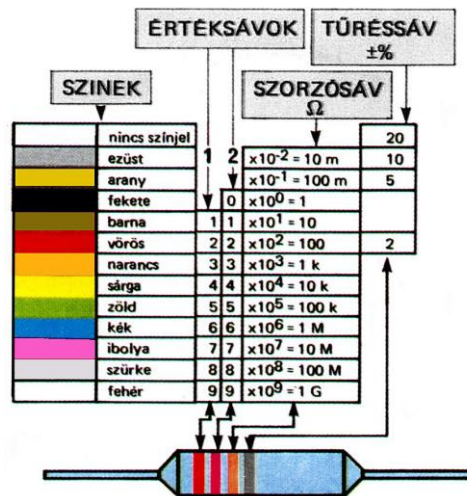 ÉRTÉKSÁVOK
TŰRÉSSÁV
±%
SZINEK
SZORZÓSÁV
Ω
1 2
nincs színjel 20
ezüst x10-2 = 10 m 10
arany x10-1 = 100 m 5
fekete 0 x10⁰ = 1
barna 1 1 x10¹ = 10
vörös 2 2 x10² = 100 2
narancs 3 3 x10³ = 1 k
sárga 4 4 x10⁴ = 10 k
zöld 5 5 x10⁵ = 100 k
kék 6 6 x10⁶ = 1 M
ibolya 7 7 x10⁷ = 10 M
szürke 8 8 x10⁸ = 100 M
fehér 9 9 x10⁹ = 1 G